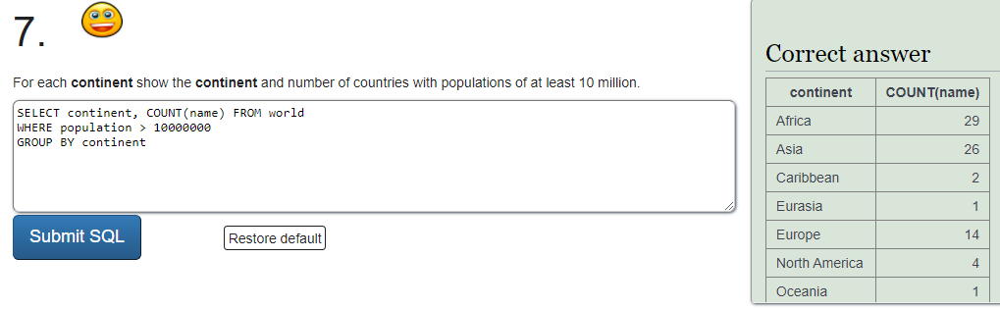 7.
For each continent show the continent and number of countries with populations of at least 10 million.
SELECT continent, COUNT(name) FROM world
WHERE population > 10000000
GROUP BY continent
Submit SQL
Restore default
Correct answer
continent COUNT(name)
Africa 29
Asia 26
Caribbean 2
Eurasia 1
Europe 14
North America 4
Oceania 1